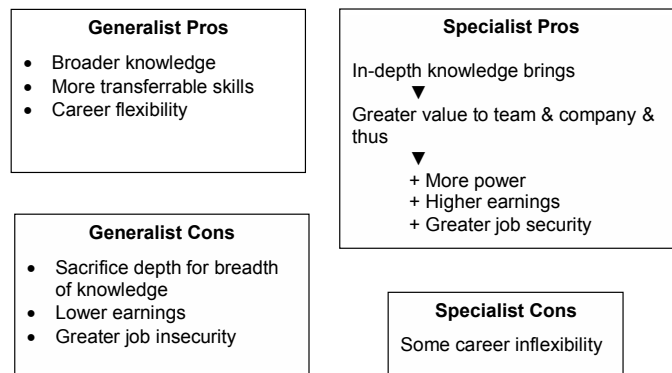 Generalist Pros
• Broader knowledge
• More transferrable skills
• Career flexibility
Specialist Pros
In-depth knowledge brings
▼
Greater value to team & company &
thus
▼
+ More power
+ Higher earnings
+ Greater job security
Generalist Cons
• Sacrifice depth for breadth
of knowledge
• Lower earnings
• Greater job insecurity
Specialist Cons
Some career inflexibility